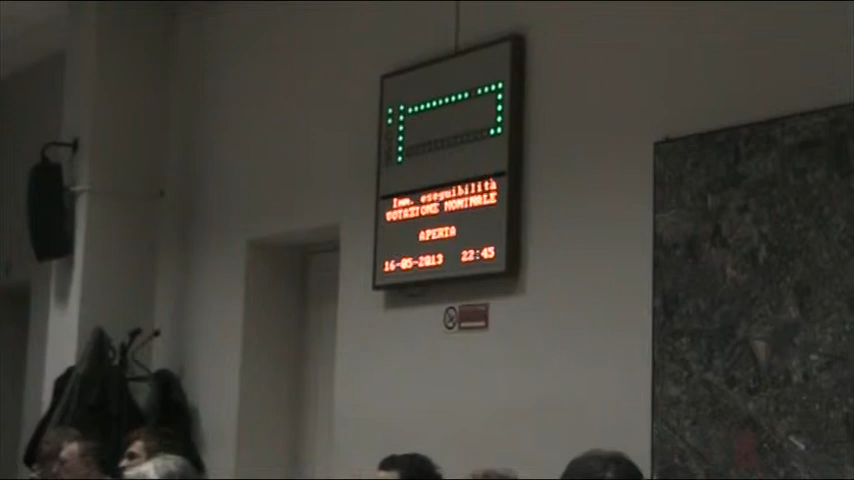 Imm. eseguibilità
VOTAZIONE NOMINALE
APERTA
16-05-2013 22:45